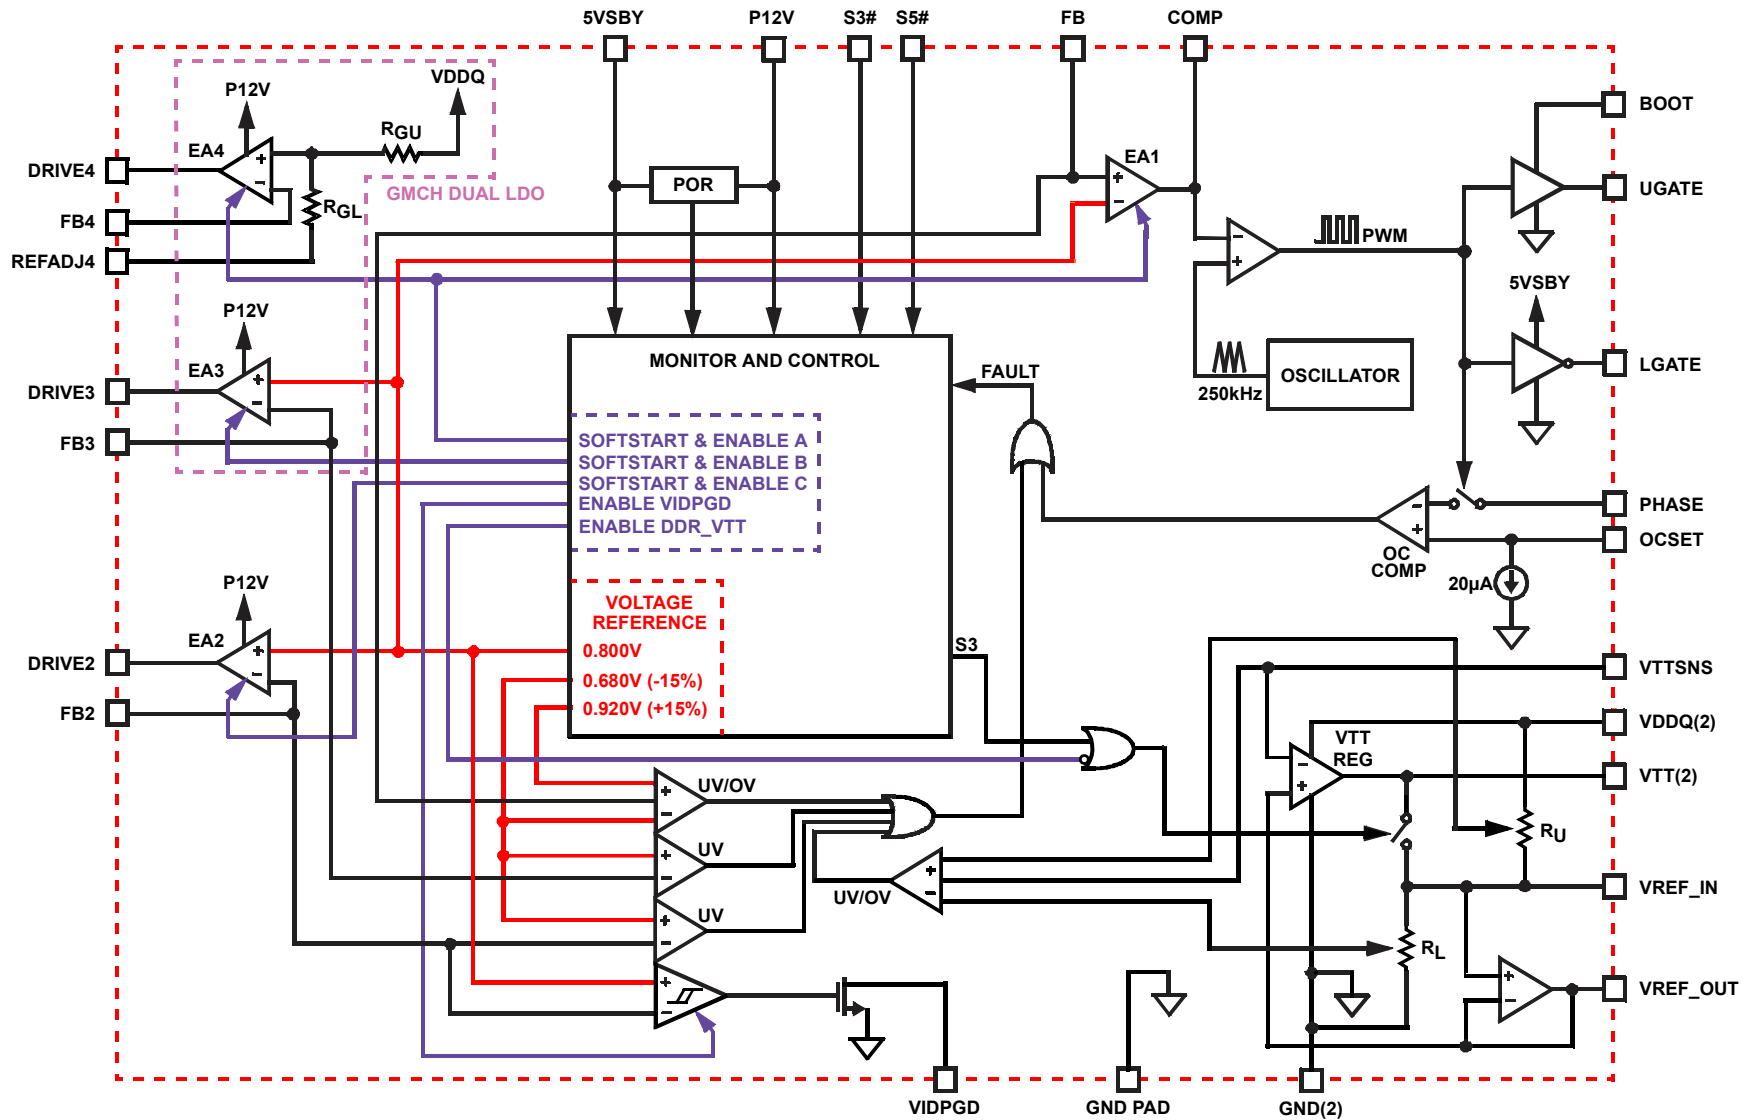 5VSBY
P12V
S3#
S5#
FB
COMP
VDDQ
P12V
BOOT
RGU
EA4
EA1
DRIVE4
POR
UGATE
GMCH DUAL LDO
RGL
FB4
PWM
REFADJ4
5VSBY
P12V
MONITOR AND CONTROL
EA3
FAULT
OSCILLATOR
LGATE
DRIVE3
250kHz
FB3
SOFTSTART & ENABLE A
SOFTSTART & ENABLE B
SOFTSTART & ENABLE C
ENABLE VIDPGD
ENABLE DDR_VTT
PHASE
OCSET
OC
COMP
20µA
P12V
VOLTAGE
REFERENCE
EA2
0.800V
S3
DRIVE2
VTTSNS
0.680V (-15%)
0.920V (+15%)
FB2
VDDQ(2)
VTT
REG
VTT(2)
UV/OV
RU
UV
UV/OV
VREF_IN
UV
RL
VREF_OUT
VIDPGD
GND PAD
GND(2)
+
-
+
-
+
-
-
+
+
-
-
+
+
-
-
+
+
-
+
-
+
-
+
-
+
-
+
-